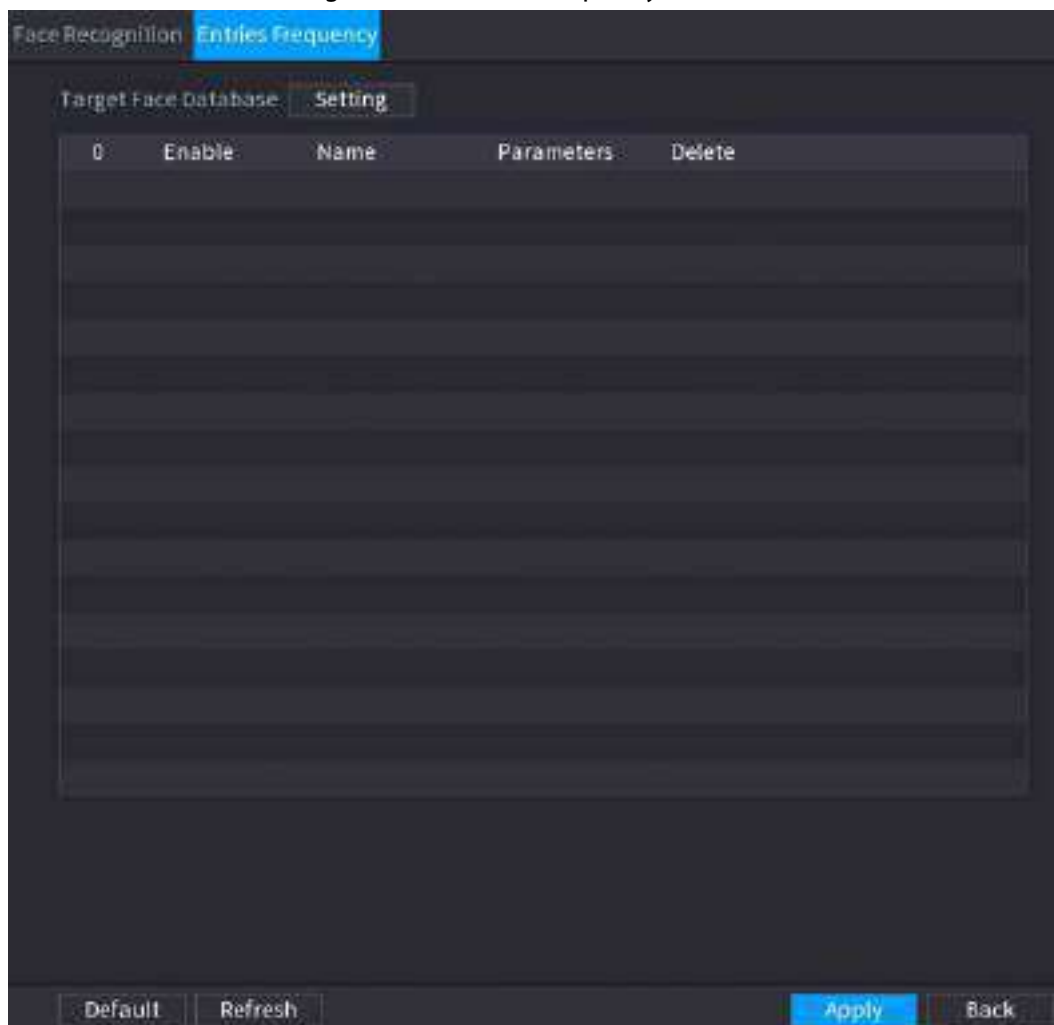 Face Recognition Entries Frequency
Target Face Database Setting
0 Enable Name Parameters Delete
Default Refresh Apply Back